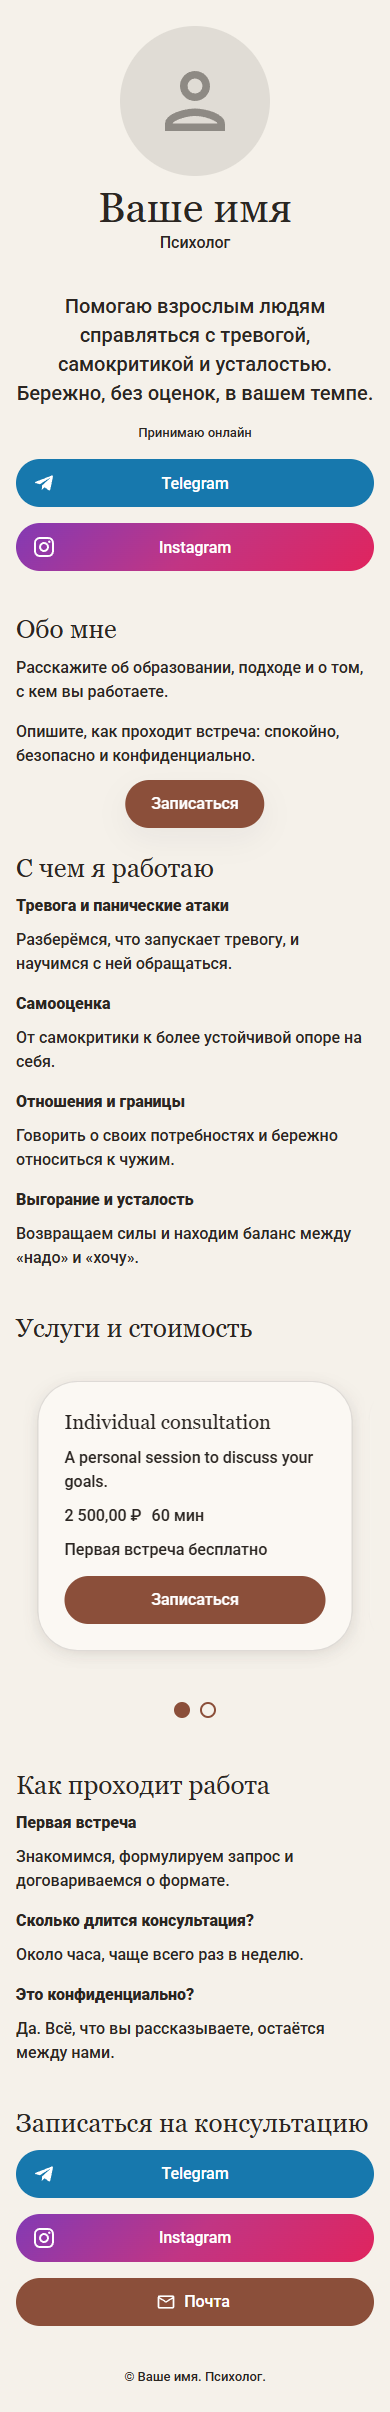 Ваше имя
Психолог
Помогаю взрослым людям
справляться с тревогой,
самокритикой и усталостью.
Бережно, без оценок, в вашем темпе.
Принимаю онлайн
Telegram
Instagram
Обо мне
Расскажите об образовании, подходе и о том,
с кем вы работаете.
Опишите, как проходит встреча: спокойно,
безопасно и конфиденциально.
Записаться
С чем я работаю
Тревога и панические атаки
Разберёмся, что запускает тревогу, и
научимся с ней обращаться.
Самооценка
От самокритики к более устойчивой опоре на
себя.
Отношения и границы
Говорить о своих потребностях и бережно
относиться к чужим.
Выгорание и усталость
Возвращаем силы и находим баланс между
«надо» и «хочу».
Услуги и стоимость
Individual consultation
A personal session to discuss your
goals.
2 500,00 ₽ 60 мин
Первая встреча бесплатно
Записаться
Как проходит работа
Первая встреча
Знакомимся, формулируем запрос и
договариваемся о формате.
Сколько длится консультация?
Около часа, чаще всего раз в неделю.
Это конфиденциально?
Да. Всё, что вы рассказываете, остаётся
между нами.
Записаться на консультацию
Telegram
Instagram
Почта
© Ваше имя. Психолог.